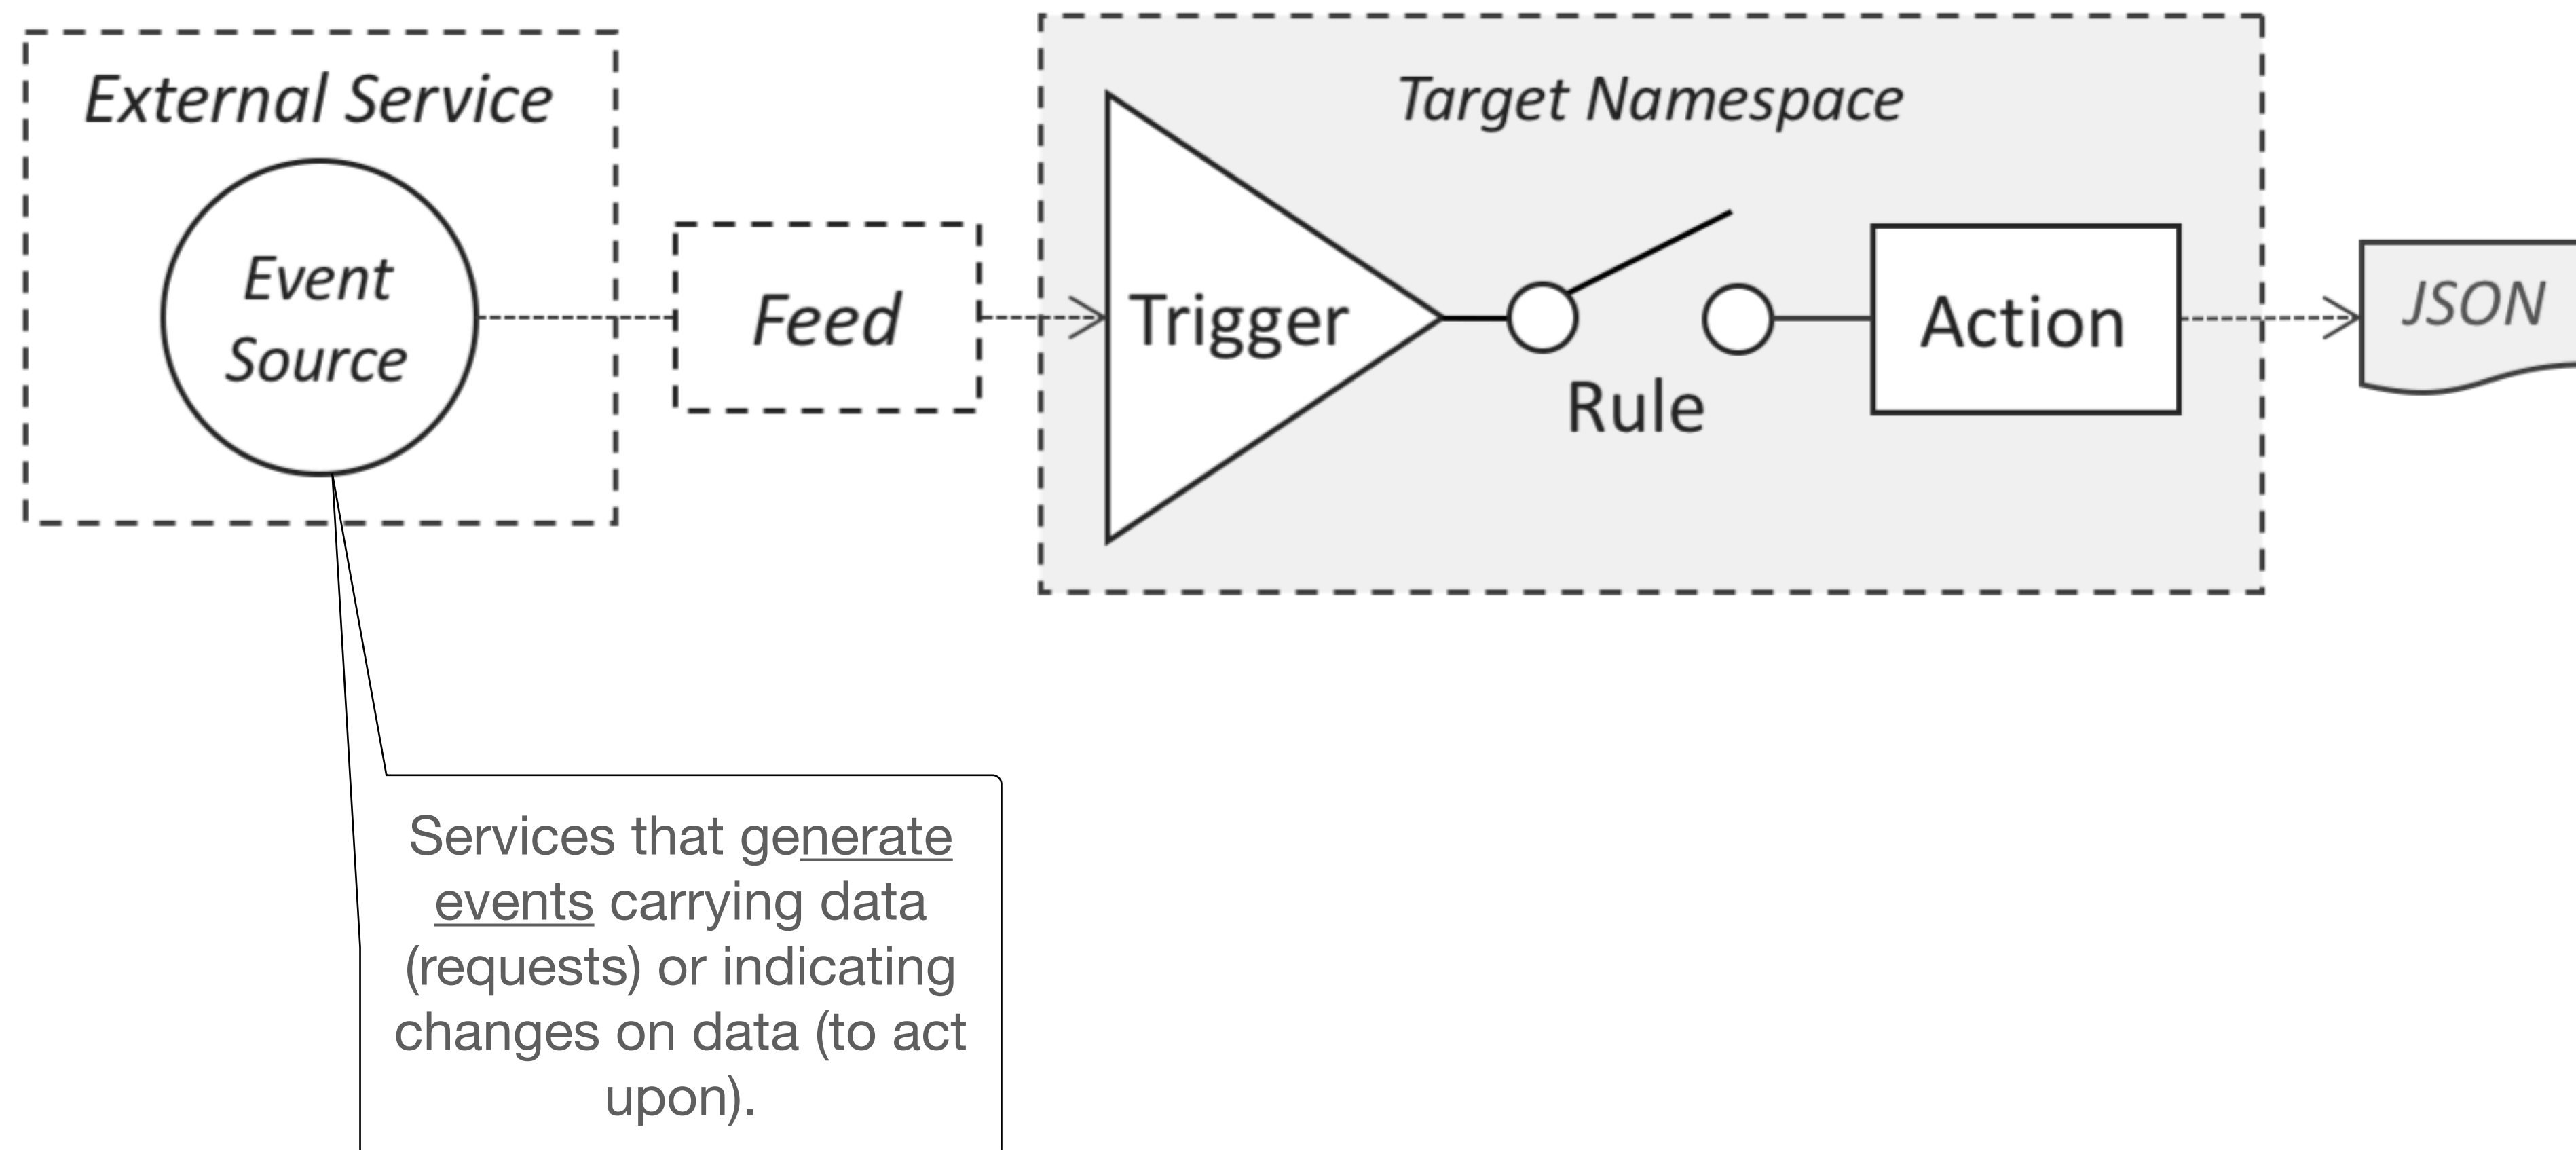 External Service
Event
Source
Feed
Target Namespace
Trigger
Rule
Action
JSON
Services that generate
events carrying data
(requests) or indicating
changes on data (to act
upon).